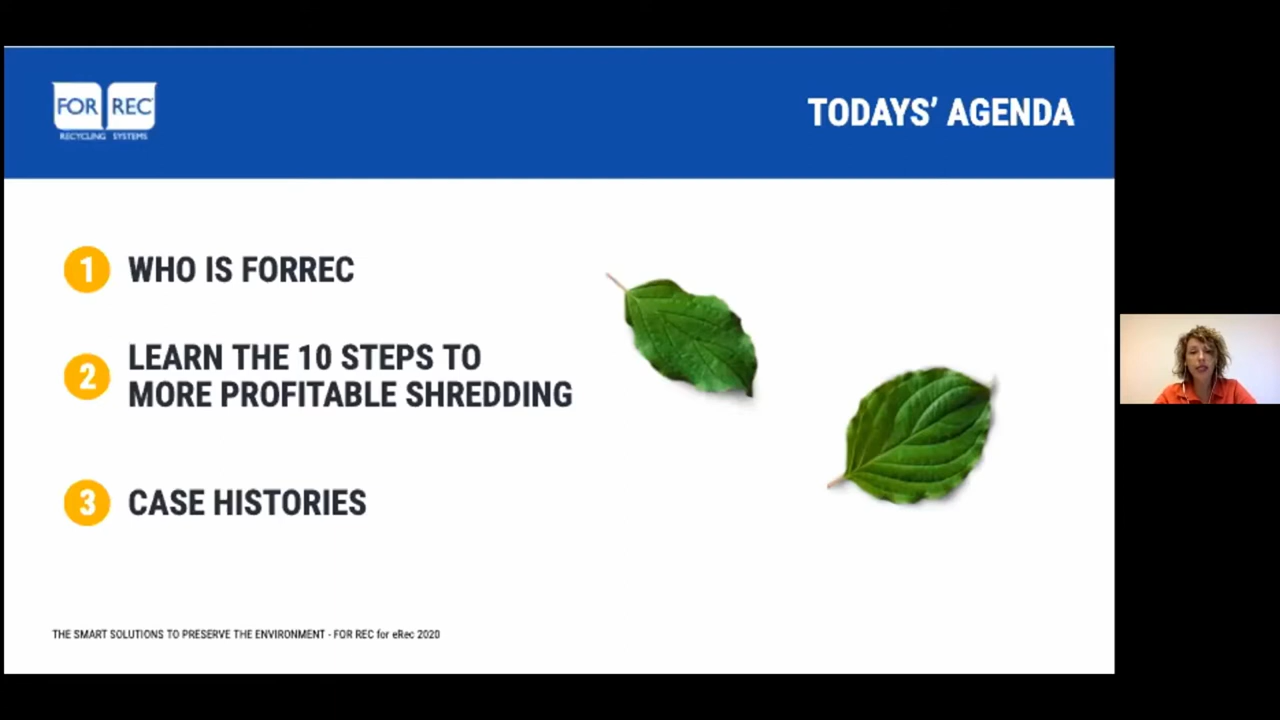 FOR REC
RECYCLING SYSTEMS
TODAYS’ AGENDA
1 WHO IS FORREC
2 LEARN THE 10 STEPS TO
MORE PROFITABLE SHREDDING
3 CASE HISTORIES
THE SMART SOLUTIONS TO PRESERVE THE ENVIRONMENT - FOR REC for eRec 2020